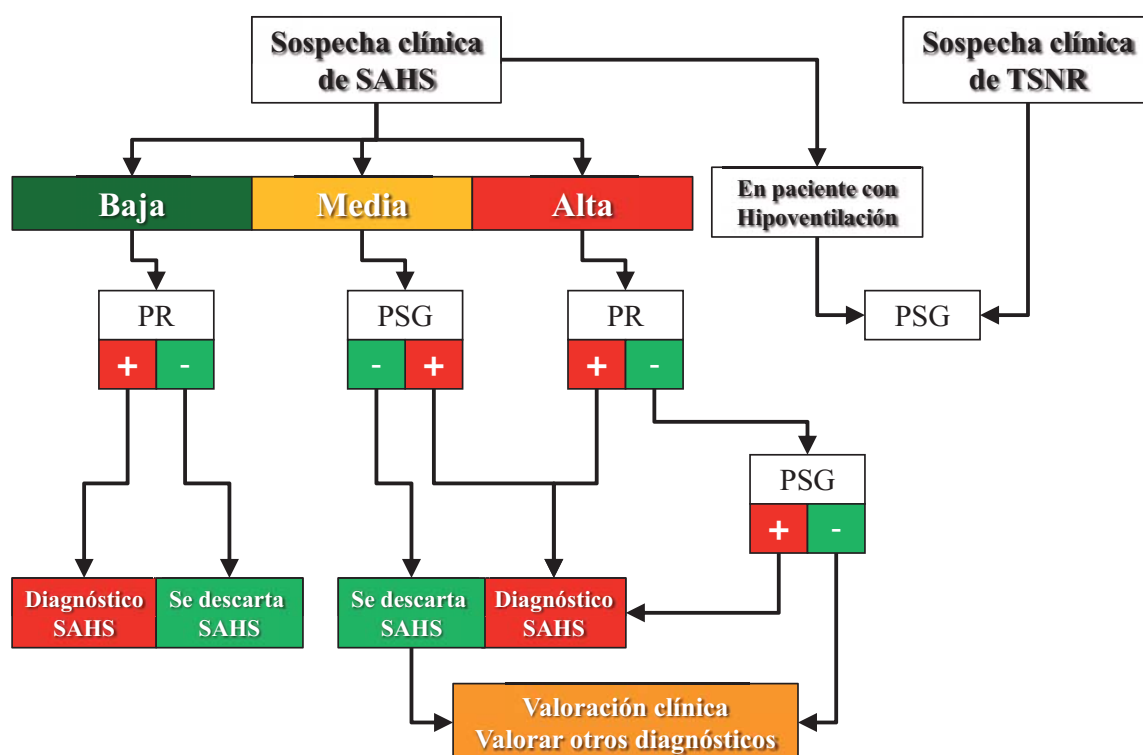 Sospecha clínica
de SAHS
Sospecha clínica
de TSNR
Baja
Media
Alta
En paciente con
Hipoventilación
PR
+ -
PSG
- +
PR
+ -
PSG
PSG
+ -
Diagnóstico
SAHS
Se descarta
SAHS
Se descarta
SAHS
Diagnóstico
SAHS
Valoración clínica
Valorar otros diagnósticos